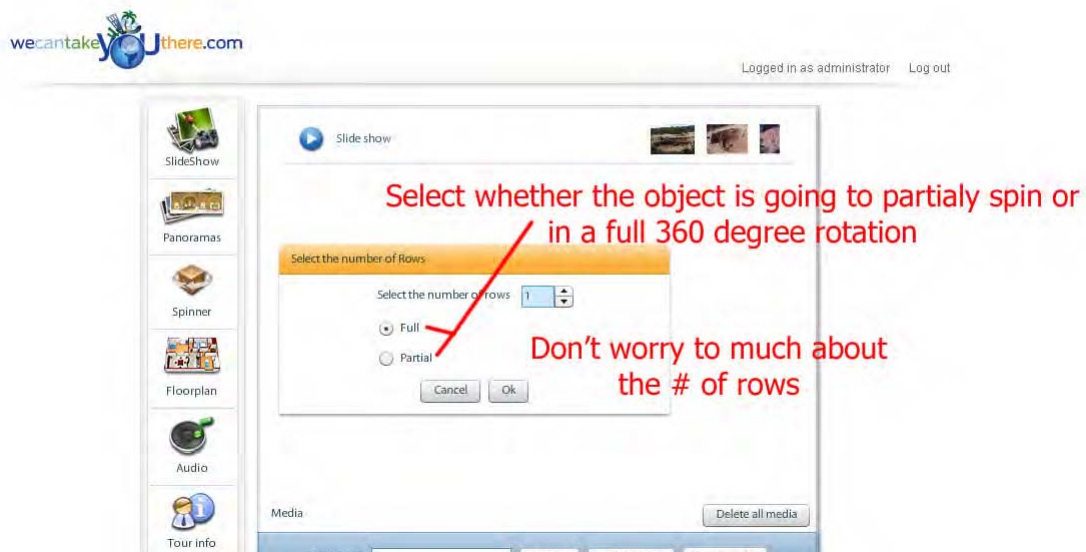 wecantakeyouthere.com
Logged in as administrator Log out
SlideShow
Slide show
Panoramas
Select whether the object is going to partialy spin or
in a full 360 degree rotation
Select the number of Rows
Select the number of rows 1
Spinner
Full
Don't worry to much about
the # of rows
Partial
Cancel Ok
Floorplan
Audio
Media Delete all media
Tour info